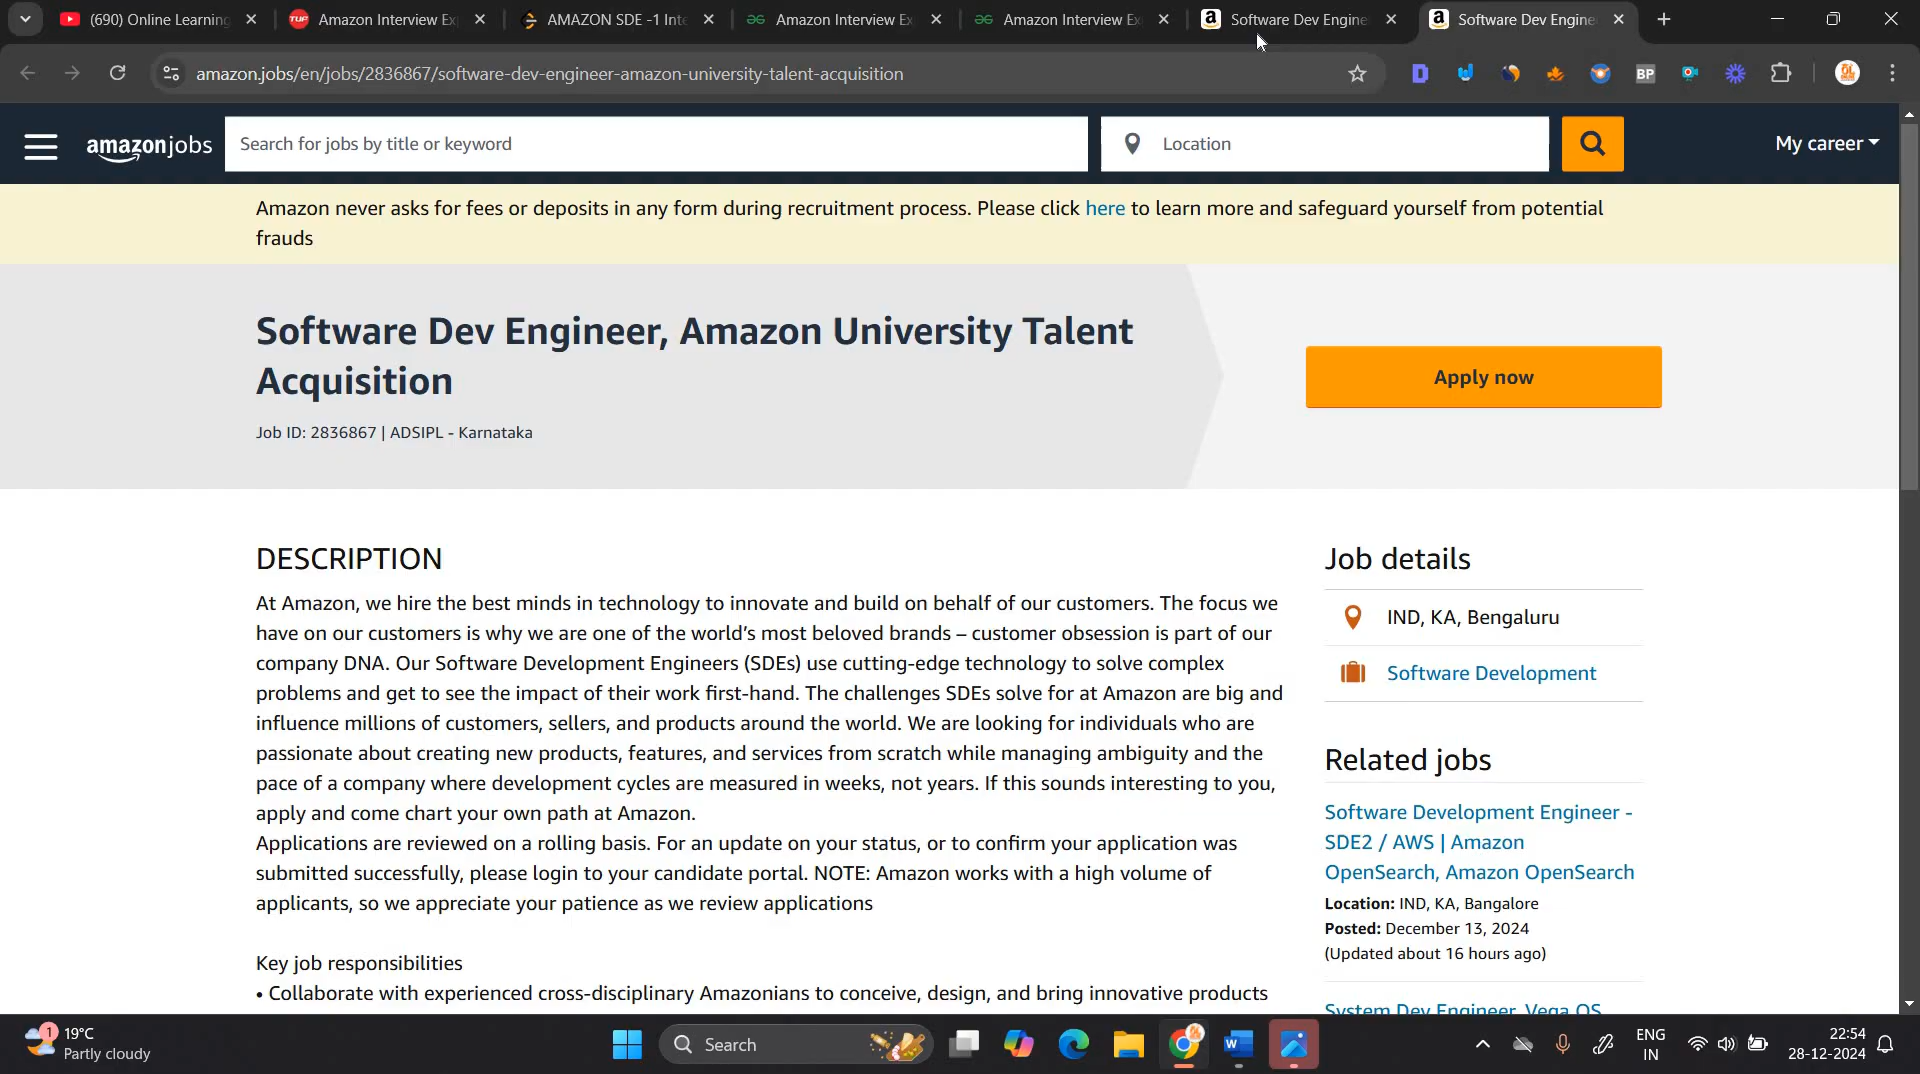 (690) Online Learning
TUF
Amazon Interview Ex
AMAZON SDE -1 Inte
Amazon Interview Ex
Amazon Interview Ex
Software Dev Engine
Software Dev Engine
amazon.jobs/en/jobs/2836867/software-dev-engineer-amazon-university-talent-acquisition
BP
amazon jobs
Search for jobs by title or keyword
Location
My career
Amazon never asks for fees or deposits in any form during recruitment process. Please click here to learn more and safeguard yourself from potential
frauds
Software Dev Engineer, Amazon University Talent
Acquisition
Job ID: 2836867 | ADSIPL - Karnataka
Apply now
DESCRIPTION
At Amazon, we hire the best minds in technology to innovate and build on behalf of our customers. The focus we
have on our customers is why we are one of the world's most beloved brands – customer obsession is part of our
company DNA. Our Software Development Engineers (SDEs) use cutting-edge technology to solve complex
problems and get to see the impact of their work first-hand. The challenges SDEs solve for at Amazon are big and
influence millions of customers, sellers, and products around the world. We are looking for individuals who are
passionate about creating new products, features, and services from scratch while managing ambiguity and the
pace of a company where development cycles are measured in weeks, not years. If this sounds interesting to you,
apply and come chart your own path at Amazon.
Applications are reviewed on a rolling basis. For an update on your status, or to confirm your application was
submitted successfully, please login to your candidate portal. NOTE: Amazon works with a high volume of
applicants, so we appreciate your patience as we review applications
Key job responsibilities
• Collaborate with experienced cross-disciplinary Amazonians to conceive, design, and bring innovative products
Job details
IND, KA, Bengaluru
Software Development
Related jobs
Software Development Engineer -
SDE2 / AWS | Amazon
OpenSearch, Amazon OpenSearch
Location: IND, KA, Bangalore
Posted: December 13, 2024
(Updated about 16 hours ago)
System Dev Engineer, Vega OS
1
19°C
Partly cloudy
Search
W
ENG
IN
22:54
28-12-2024